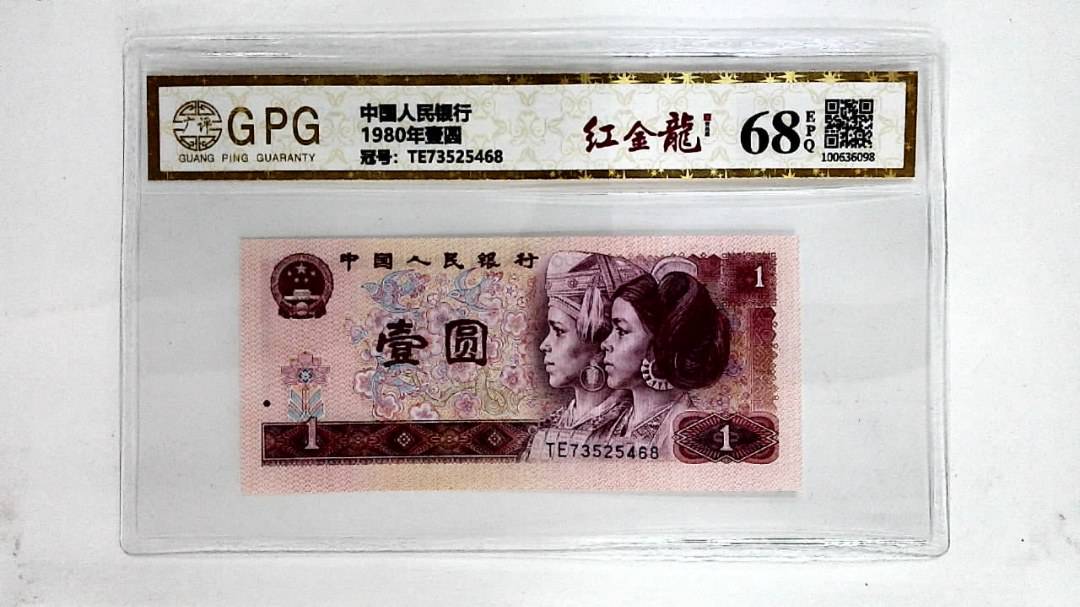 广评
GPG
GUANG PING GUARANTY
中国人民银行
1980年壹圆
冠号：TE73525468
红金龍
68
EPQ
100636098
中国人民银行
1
壹圆
1
TE73525468
1